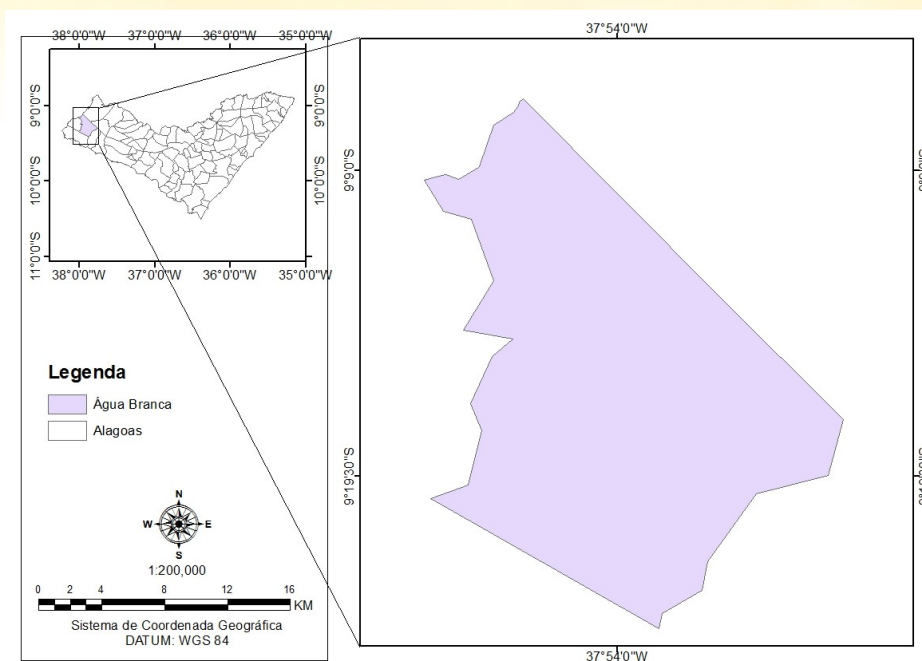 38°0'0"W 37°0'0"W 36°0'0"W 35°0'0"W
9°0'0"S
10°0'0"S
11°0'0"S
9°0'0"S
10°0'0"S
11°0'0"S
38°0'0"W 37°0'0"W 36°0'0"W 35°0'0"W
Legenda
Água Branca
Alagoas
N
W E
S
1:200,000
0 2 4 8 12 16
KM
Sistema de Coordenada Geográfica
DATUM: WGS 84
37°54'0"W
9°9'0"S
9°19'30"S
37°54'0"W